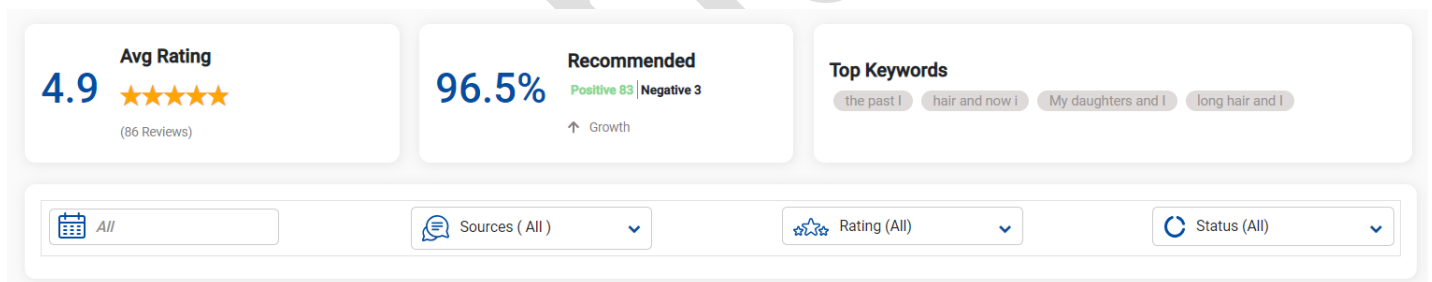 Avg Rating
4.9
(86 Reviews)
Recommended
96.5%
Positive 83 Negative 3
Growth
Top Keywords
the past I
hair and now i
My daughters and I
long hair and I
All
Sources ( All )
Rating (All)
Status (All)